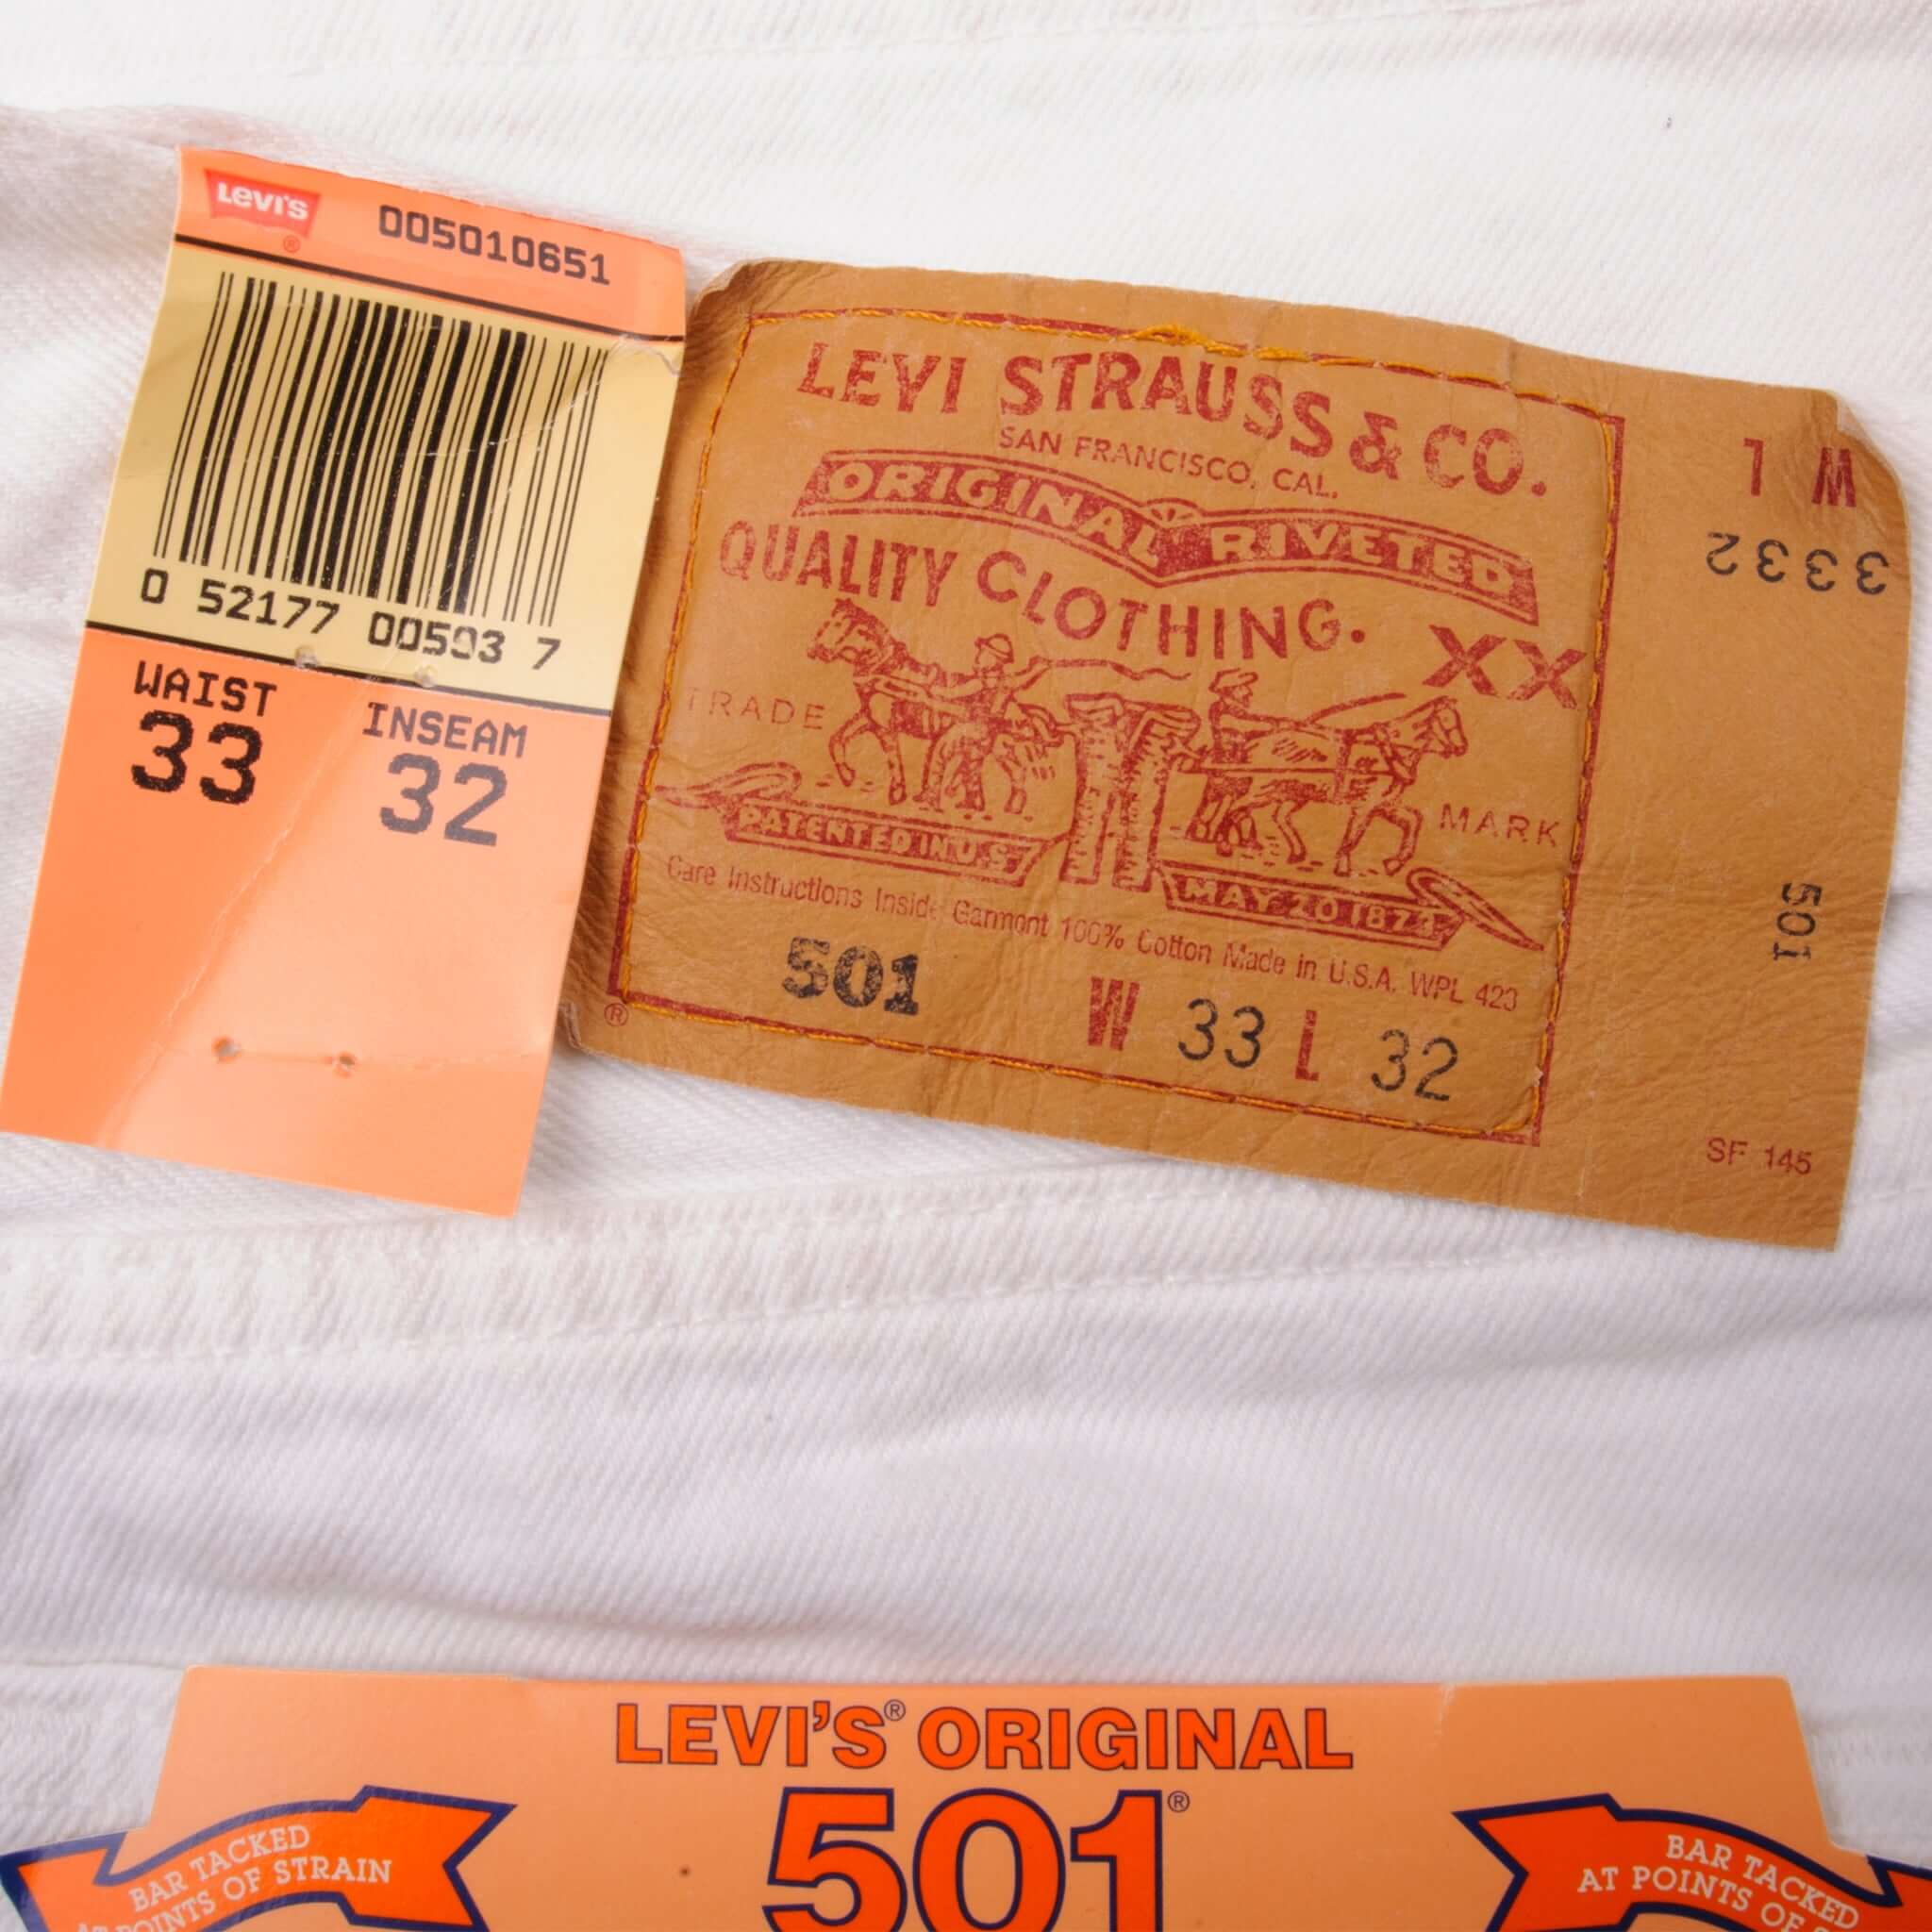 LEVI'S
®
005010651
0 52177 00593 7
WAIST
33
INSEAM
32
LEVI STRAUSS & CO.
SAN FRANCISCO, CAL.
ORIGINAL RIVETED
QUALITY CLOTHING.
XX
TRADE MARK
PATENTED IN U.S.
MAY 20 1873
Care Instructions Inside Garment 100% Cotton Made in U.S.A. WPL 423
501 W 33 L 32
®
W L
3332
501
SF 145
LEVI'S® ORIGINAL
501®
BAR TACKED
AT POINTS OF STRAIN
BAR TACKED
AT POINTS OF